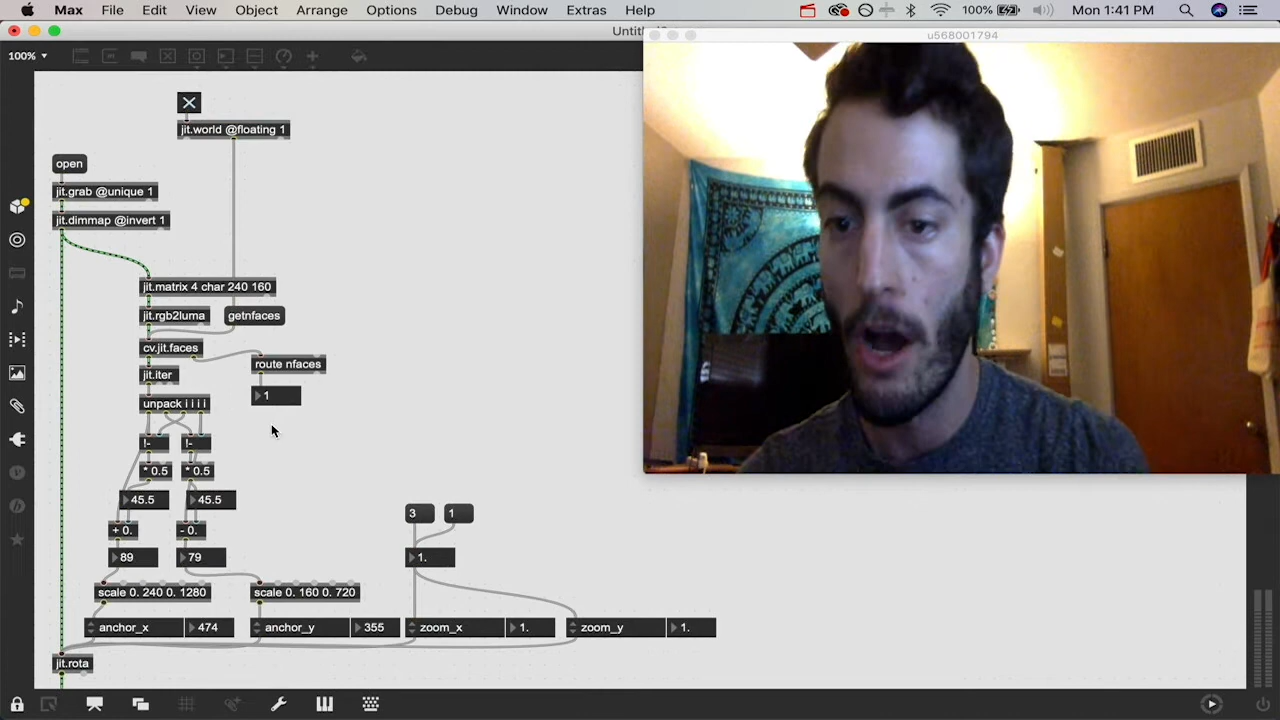 Max File Edit View Object Arrange Options Debug Window Extras Help 100% Mon 1:41 PM
u568001794
100%
jit.world @floating 1
open
jit.grab @unique 1
jit.dimmap @invert 1
jit.matrix 4 char 240 160
jit.rgb2luma getnfaces
cv.jit.faces
route nfaces
jit.iter
1
unpack i i i i
!- !-
* 0.5 * 0.5
45.5 45.5
3 1
+ 0. - 0.
89 79 1.
scale 0. 240 0. 1280 scale 0. 160 0. 720
anchor_x 474 anchor_y 355 zoom_x 1. zoom_y 1.
jit.rota